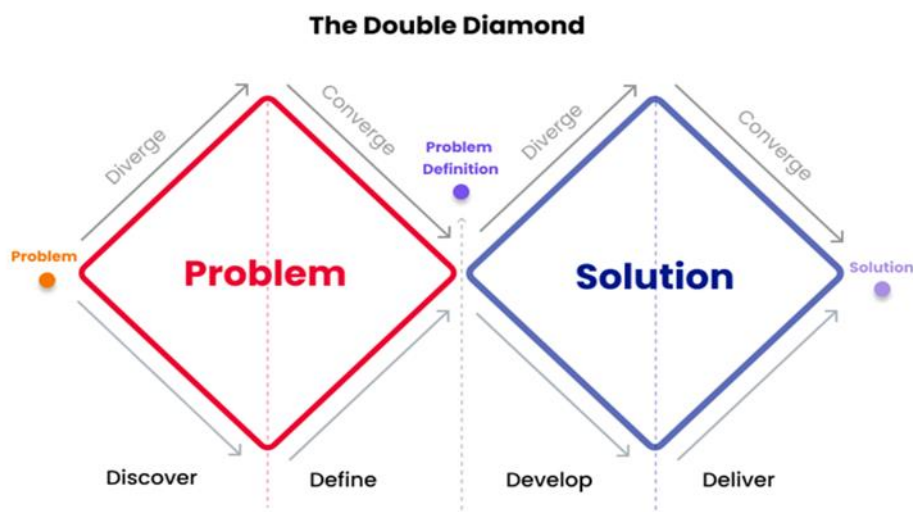 The Double Diamond
Diverge
Converge
Problem
Definition
Diverge
Converge
Problem
Problem
Solution
Solution
Discover
Define
Develop
Deliver